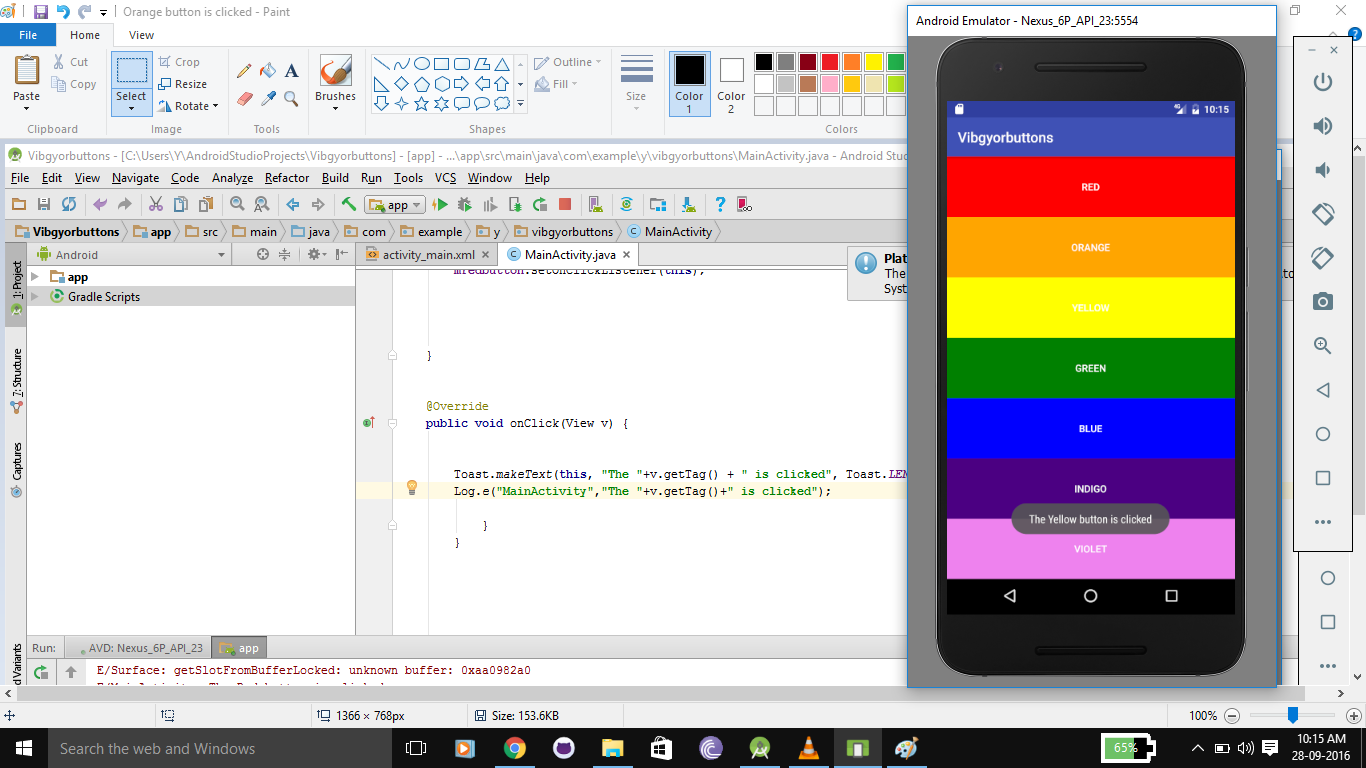 Orange button is clicked - Paint
File Home View
Cut
Copy
Paste
Clipboard
Select
Crop
Resize
Rotate
Image
A
Tools
Brushes
Outline
Fill
Shapes
Size
Color 1
Color 2
Colors
Vibgyorbuttons - [C:\Users\Y\AndroidStudioProjects\Vibgyorbuttons] - [app] - ...\app\src\main\java\com\example\y\vibgyorbuttons\MainActivity.java - Android Stud
File Edit View Navigate Code Analyze Refactor Build Run Tools VCS Window Help
app
Vibgyorbuttons app src main java com example y vibgyorbuttons MainActivity
Android
activity_main.xml
MainActivity.java
1: Project
7: Structure
Captures
app
Gradle Scripts
mredbutton.setOnClickListener(this);
}
@Override
public void onClick(View v) {
Toast.makeText(this, "The "+v.getTag() + " is clicked", Toast.LEN
Log.e("MainActivity","The "+v.getTag()+" is clicked");
}
}
Plat
The
Syst
Run: AVD: Nexus_6P_API_23 app
E/Surface: getSlotFromBufferLocked: unknown buffer: 0xaa0982a0
Android Emulator - Nexus_6P_API_23:5554
4G 10:15
Vibgyorbuttons
RED
ORANGE
YELLOW
GREEN
BLUE
INDIGO
The Yellow button is clicked
VIOLET
1366 × 768px
Size: 153.6KB
100%
Search the web and Windows
65%
10:15 AM
28-09-2016